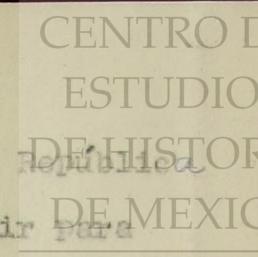 CENTRO D
ESTUDIO
DE HISTOR
República
DE MEXIC
ir para